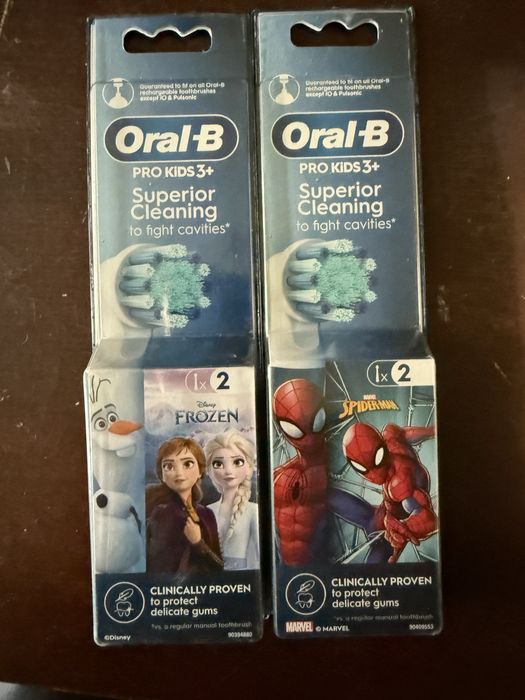 Guaranteed to fit on all Oral-B
rechargeable toothbrushes
except iO & Pulsonic
Oral-B
PRO KIDS 3+
Superior
Cleaning
to fight cavities*
1x 2
Disney
FROZEN
CLINICALLY PROVEN
to protect
delicate gums
*vs. a regular manual toothbrush
©Disney
90394880
Guaranteed to fit on all Oral-B
rechargeable toothbrushes
except iO & Pulsonic
Oral-B
PRO KIDS 3+
Superior
Cleaning
to fight cavities*
1x 2
MARVEL
SPIDER-MAN
CLINICALLY PROVEN
to protect
delicate gums
*vs. a regular manual toothbrush
MARVEL © MARVEL
90409553